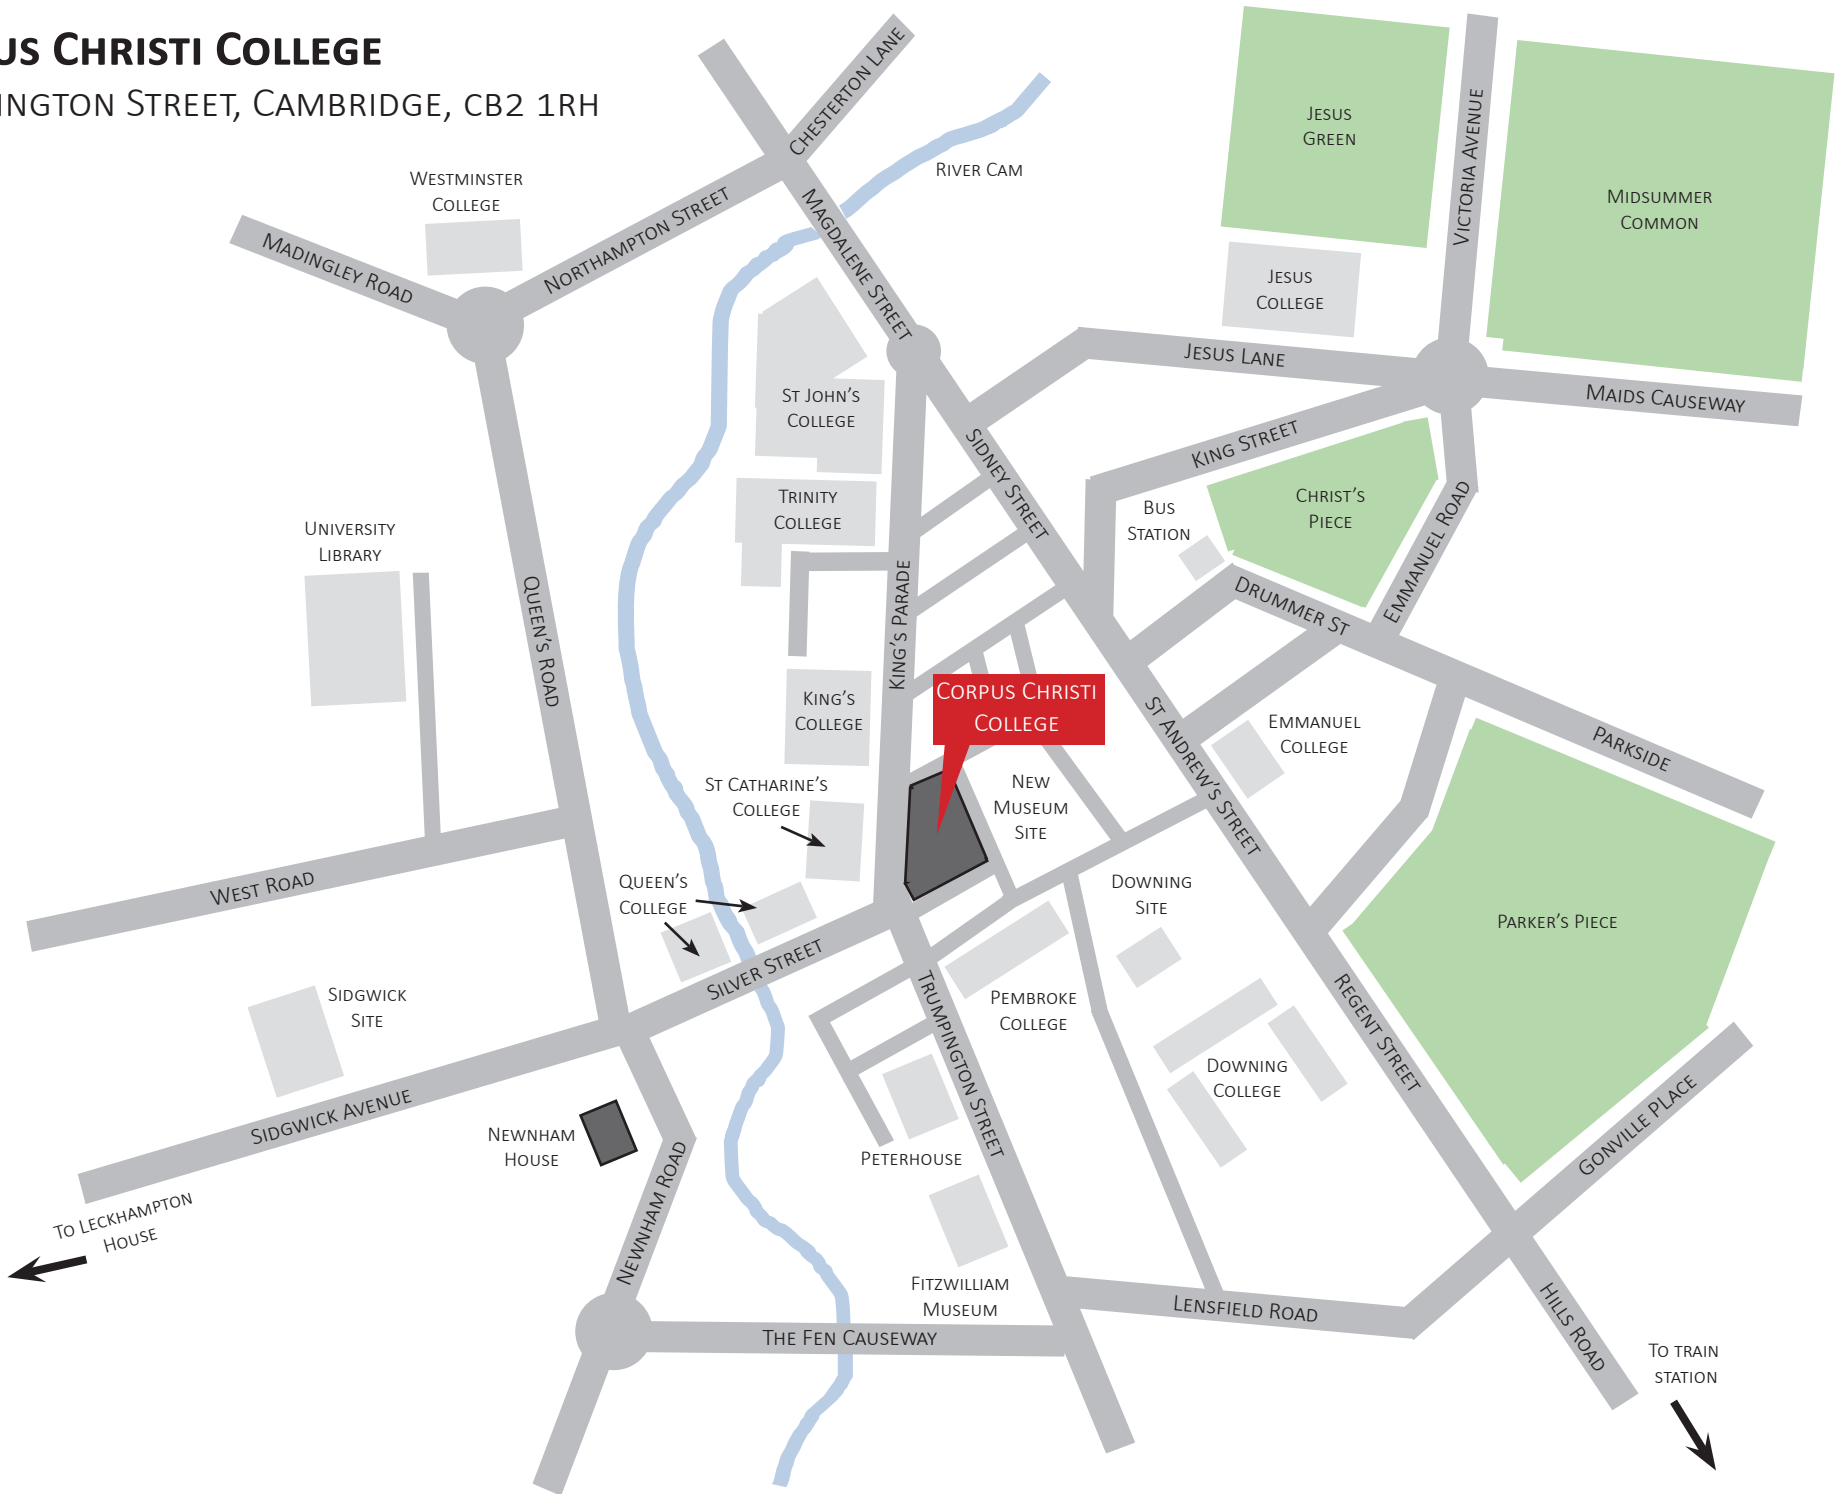 US CHRISTI COLLEGE
INGTON STREET, CAMBRIDGE, CB2 1RH
CHESTERTON LANE
RIVER CAM
JESUS
GREEN
VICTORIA AVENUE
MIDSUMMER
COMMON
WESTMINSTER
COLLEGE
MADINGLEY ROAD
NORTHAMPTON STREET
MAGDALENE STREET
JESUS
COLLEGE
JESUS LANE
MAIDS CAUSEWAY
ST JOHN'S
COLLEGE
SIDNEY STREET
KING STREET
TRINITY
COLLEGE
BUS
STATION
CHRIST'S
PIECE
EMMANUEL ROAD
UNIVERSITY
LIBRARY
QUEEN'S ROAD
KING'S PARADE
DRUMMER ST
KING'S
COLLEGE
CORPUS CHRISTI
COLLEGE
ST ANDREW'S STREET
EMMANUEL
COLLEGE
PARKSIDE
ST CATHARINE'S
COLLEGE
NEW
MUSEUM
SITE
WEST ROAD
QUEEN'S
COLLEGE
DOWNING
SITE
PARKER'S PIECE
SILVER STREET
SIDGWICK
SITE
TRUMPINGTON STREET
PEMBROKE
COLLEGE
REGENT STREET
DOWNING
COLLEGE
SIDGWICK AVENUE
NEWNHAM
HOUSE
NEWNHAM ROAD
PETERHOUSE
GONVILLE PLACE
TO LECKHAMPTON
HOUSE
FITZWILLIAM
MUSEUM
LENSFIELD ROAD
HILLS ROAD
THE FEN CAUSEWAY
TO TRAIN
STATION